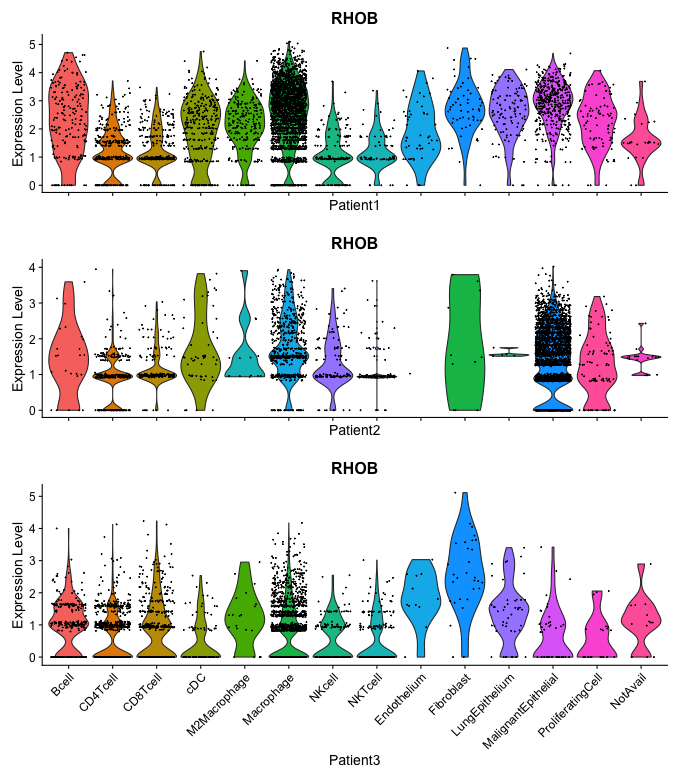 RHOB
Expression Level
5
4
3
2
1
0
Patient1
RHOB
Expression Level
4
3
2
1
0
Patient2
RHOB
Expression Level
5
4
3
2
1
0
Bcell
CD4Tcell
CD8Tcell
cDC
M2Macrophage
Macrophage
NKcell
NKTcell
Endothelium
Fibroblast
LungEpithelium
MalignantEpithelial
ProliferatingCell
NotAvail
Patient3